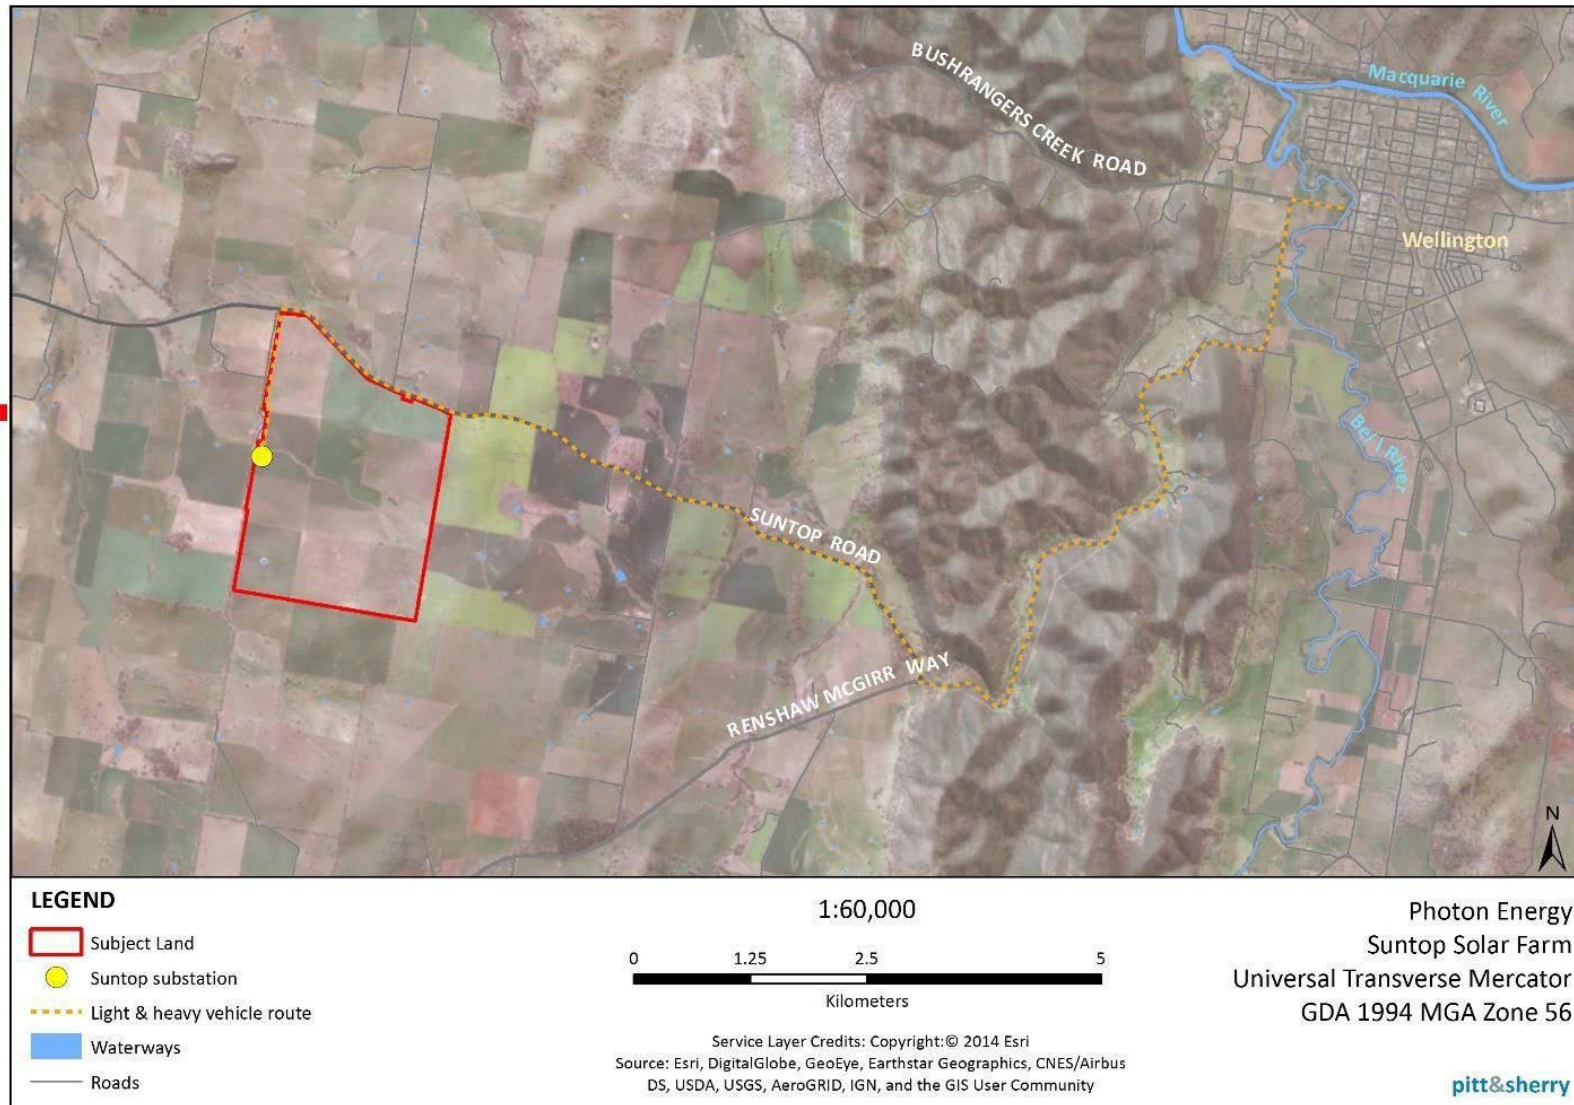 BUSHRANGERS CREEK ROAD
Macquarie River
Wellington
Bell River
SUNTOP ROAD
RENSHAW MCGIRR WAY
N
LEGEND
Subject Land
Suntop substation
Light & heavy vehicle route
Waterways
Roads
1:60,000
0 1.25 2.5 5
Kilometers
Service Layer Credits: Copyright:© 2014 Esri
Source: Esri, DigitalGlobe, GeoEye, Earthstar Geographics, CNES/Airbus
DS, USDA, USGS, AeroGRID, IGN, and the GIS User Community
Photon Energy
Suntop Solar Farm
Universal Transverse Mercator
GDA 1994 MGA Zone 56
pitt&sherry